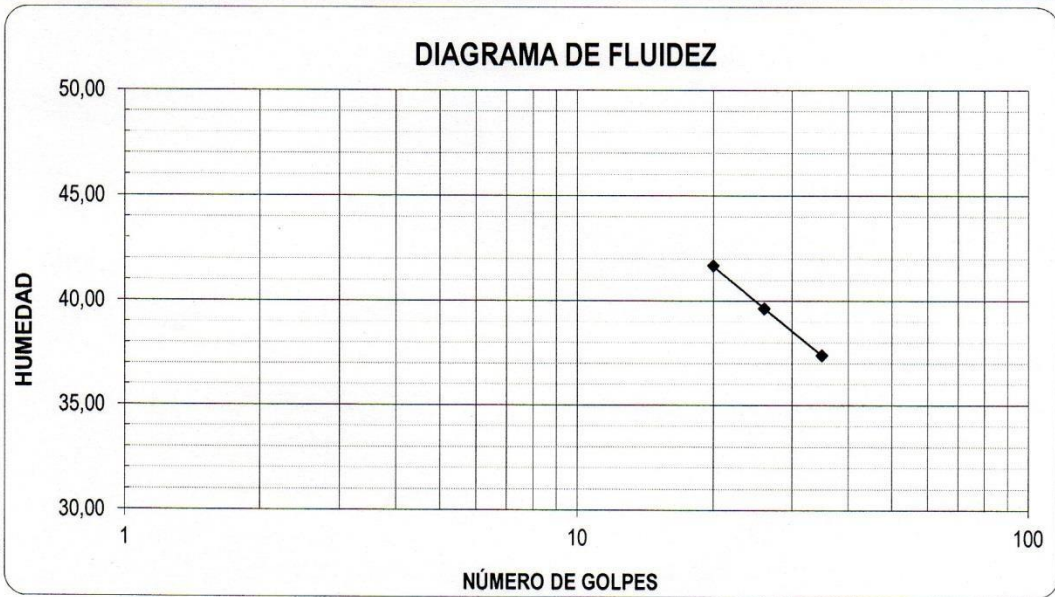 DIAGRAMA DE FLUIDEZ
50,00
45,00
40,00
35,00
30,00
HUMEDAD
1
10
100
NÚMERO DE GOLPES